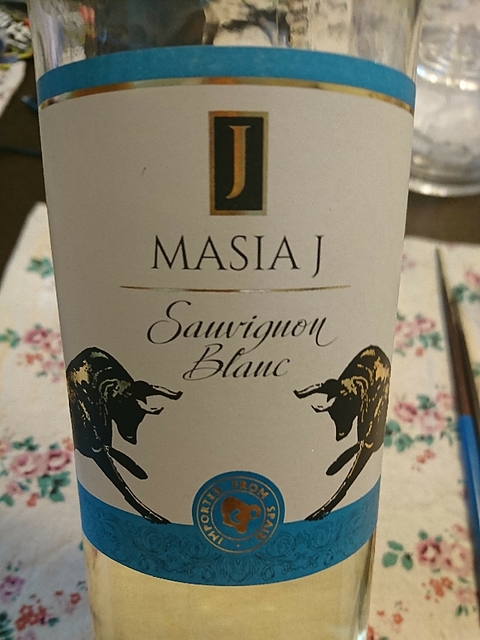 J
MASIA J
Sauvignon
Blanc
IMPORTED FROM SPAIN